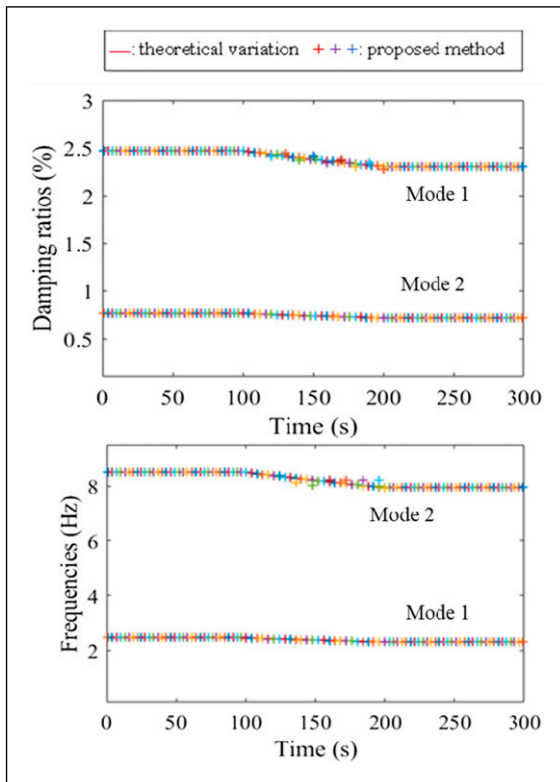 —: theoretical variation + + +: proposed method
3
2.5
2
1.5
1
0.5
Damping ratios (%)
Mode 1
Mode 2
0 50 100 150 200 250 300
Time (s)
8
6
4
2
Frequencies (Hz)
Mode 2
Mode 1
0 50 100 150 200 250 300
Time (s)